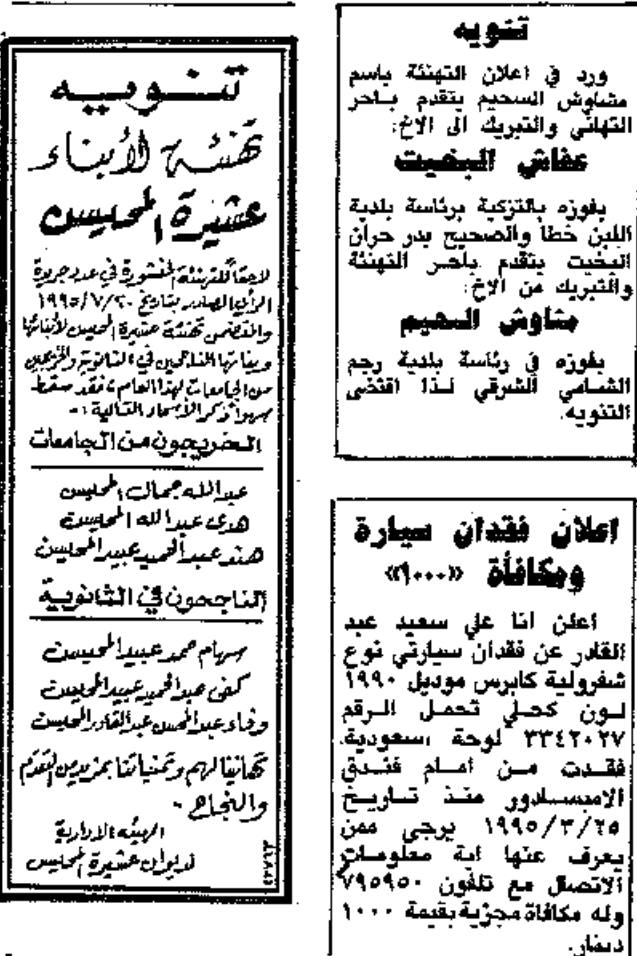 تنويه
ورد في اعلان التهنئة باسم
مشاوش السحيم يتقدم بأحر
التهاني والتبريك الى الاخ:
عفاش البخيت
بفوزه بالتزكية برئاسة بلدية
اللبن خطأ والصحيح بدر حران
البخيت يتقدم بأحر التهنئة
والتبريك من الاخ:
مشاوش السحيم
بفوزه في رئاسة بلدية رجم
الشامي الشرقي لذا اقتضى
التنويه.
اعلان فقدان سيارة
ومكافأة «١٠٠٠»
اعلن انا علي سعيد عبد
القادر عن فقدان سيارتي نوع
شفرولية كابرس موديل ١٩٩٠
لون كحلي تحمل الرقم
٣٣٤٢٠٢٧ لوحة سعودية
فقدت من امام فندق
الامبسادور منذ تاريخ
١٩٩٥/٣/٢٥ يرجى ممن
يعرف عنها اية معلومات
الاتصال مع تلفون ٧٩٥٩٥٠
وله مكافأة مجزية بقيمة ١٠٠٠
دينار.
تنويه
تهنئة لأبناء
عشيرة المحيسن
لاحقاً للتهنئة المنشورة في عدد جريدة
الرأي الصادر بتاريخ ١٩٩٥/٧/٢٠
والمتضمن تهنئة عشيرة المحيسن لأبنائها
وبناتها الناجحين في الثانوية والخريجين
من الجامعات لهذا العام، فقد سقط
سهواً ذكر الأسماء التالية:-
الخريجون من الجامعات
عبدالله جمال المحيسن
هدى عبدالله المحيسن
هند عبدالحميد عبيد المحيسن
الناجحون في الثانوية
سهام حمد عبيد المحيسن
كفى عبدالحميد عبيد المحيسن
وفاء عبدالمحسن عبدالقادر المحيسن
تهانينا لهم وتمنياتنا بمزيد من التقدم
والنجاح.
الهيئة الادارية
لديوان عشيرة المحيسن